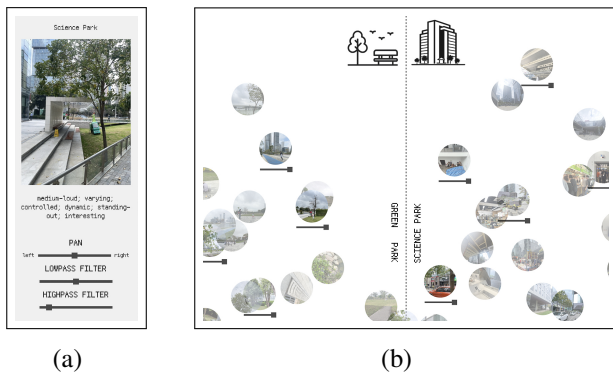 Science Park
medium-loud; varying;
controlled; dynamic; standing-
out; interesting
PAN
left
right
LOWPASS FILTER
HIGHPASS FILTER
(a)
GREEN PARK
SCIENCE PARK
(b)